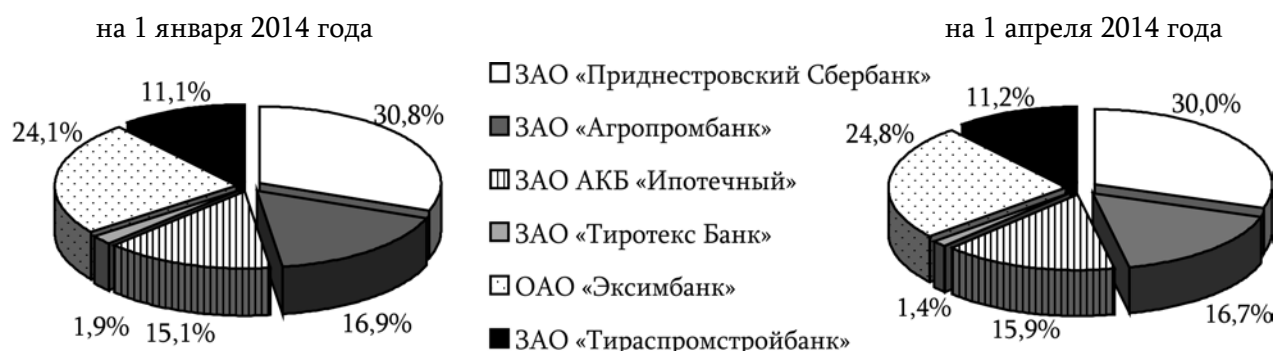 на 1 января 2014 года
на 1 апреля 2014 года
11,1%
30,8%
24,1%
1,9%
15,1%
16,9%
ЗАО «Приднестровский Сбербанк»
ЗАО «Агропромбанк»
ЗАО АКБ «Ипотечный»
ЗАО «Тиротекс Банк»
ОАО «Эксимбанк»
ЗАО «Тираспромстройбанк»
11,2%
30,0%
24,8%
1,4%
15,9%
16,7%